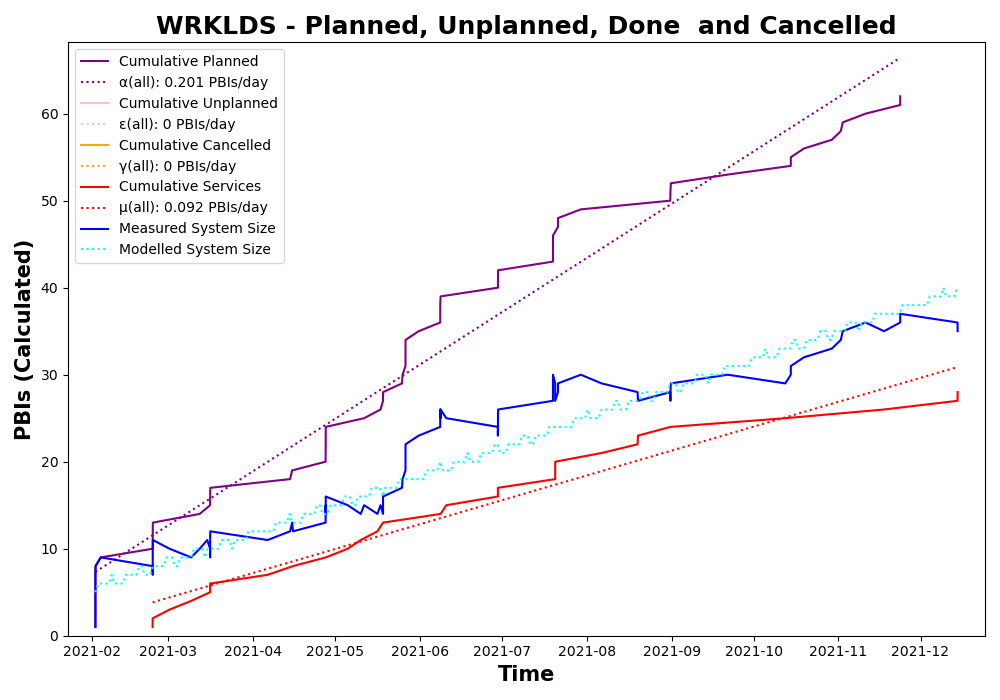 WRKLDS - Planned, Unplanned, Done  and Cancelled
Cumulative Planned
α(all): 0.201 PBIs/day
Cumulative Unplanned
ε(all): 0 PBIs/day
Cumulative Cancelled
γ(all): 0 PBIs/day
Cumulative Services
μ(all): 0.092 PBIs/day
Measured System Size
Modelled System Size
PBIs (Calculated)
60
50
40
30
20
10
0
2021-02 2021-03 2021-04 2021-05 2021-06 2021-07 2021-08 2021-09 2021-10 2021-11 2021-12
Time